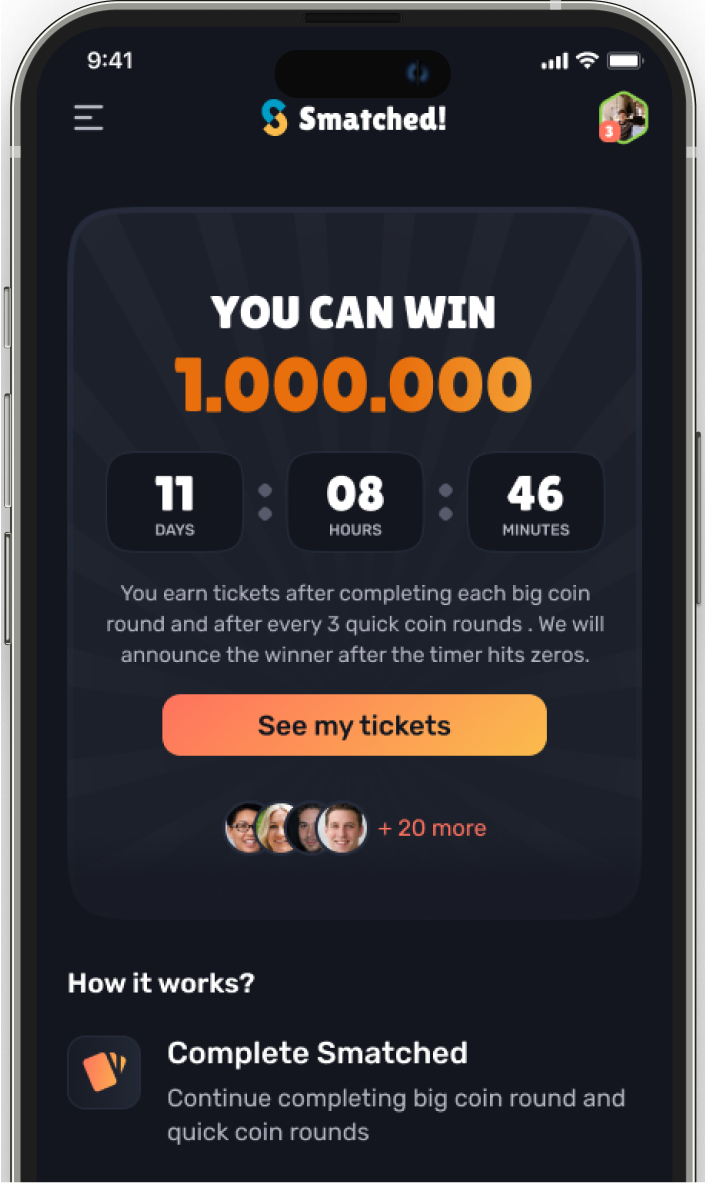 9:41
Smatched!
3
YOU CAN WIN
1.000.000
11 : 08 : 46
DAYS HOURS MINUTES
You earn tickets after completing each big coin
round and after every 3 quick coin rounds . We will
announce the winner after the timer hits zeros.
See my tickets
+ 20 more
How it works?
Complete Smatched
Continue completing big coin round and
quick coin rounds